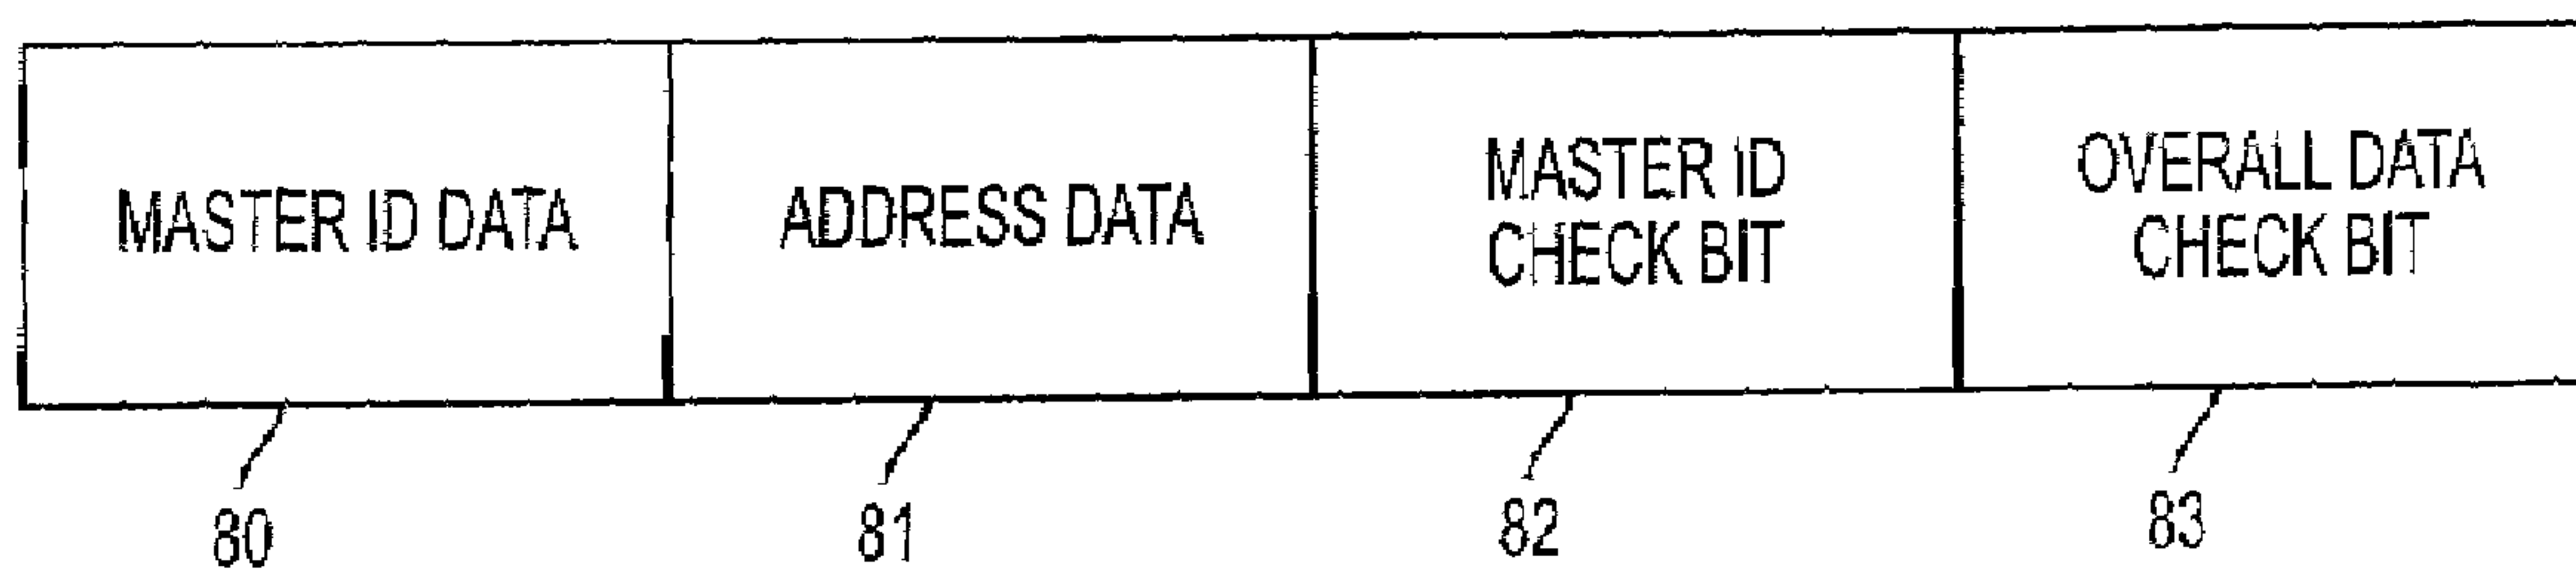 MASTER ID DATA
ADDRESS DATA
MASTER ID
CHECK BIT
OVERALL DATA
CHECK BIT
80
81
82
83